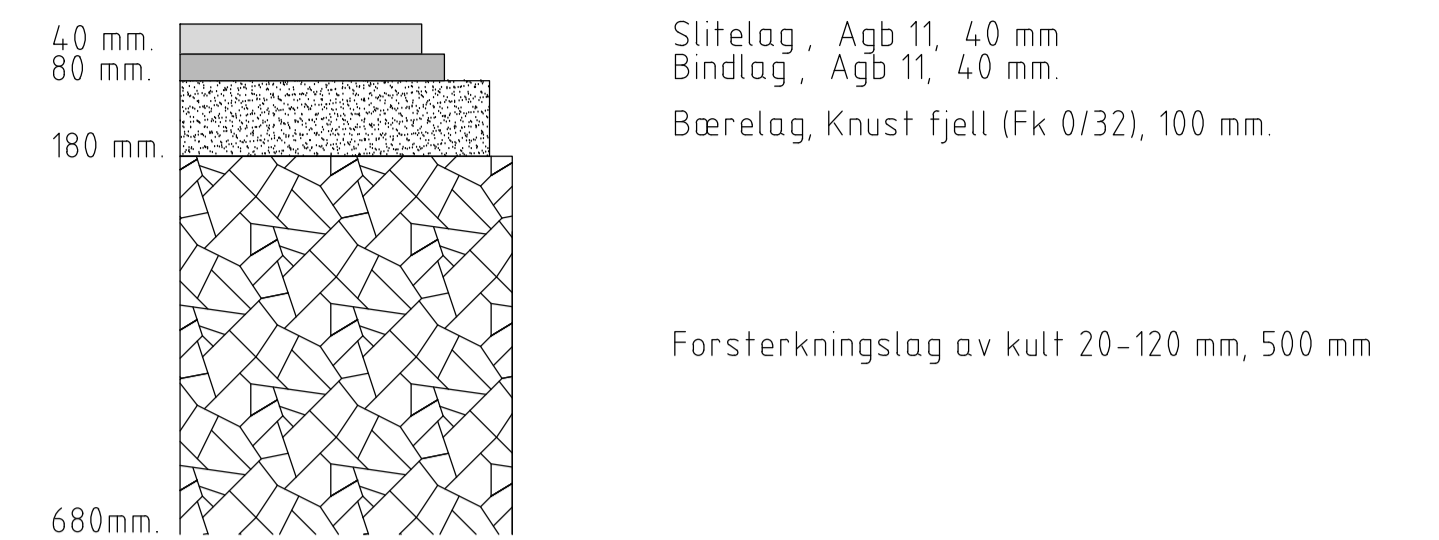 40 mm.
Slitelag , Agb 11, 40 mm
80 mm.
Bindlag , Agb 11, 40 mm.
Bærelag, Knust fjell (Fk 0/32), 100 mm.
180 mm.
Forsterkningslag av kult 20-120 mm, 500 mm
680mm.